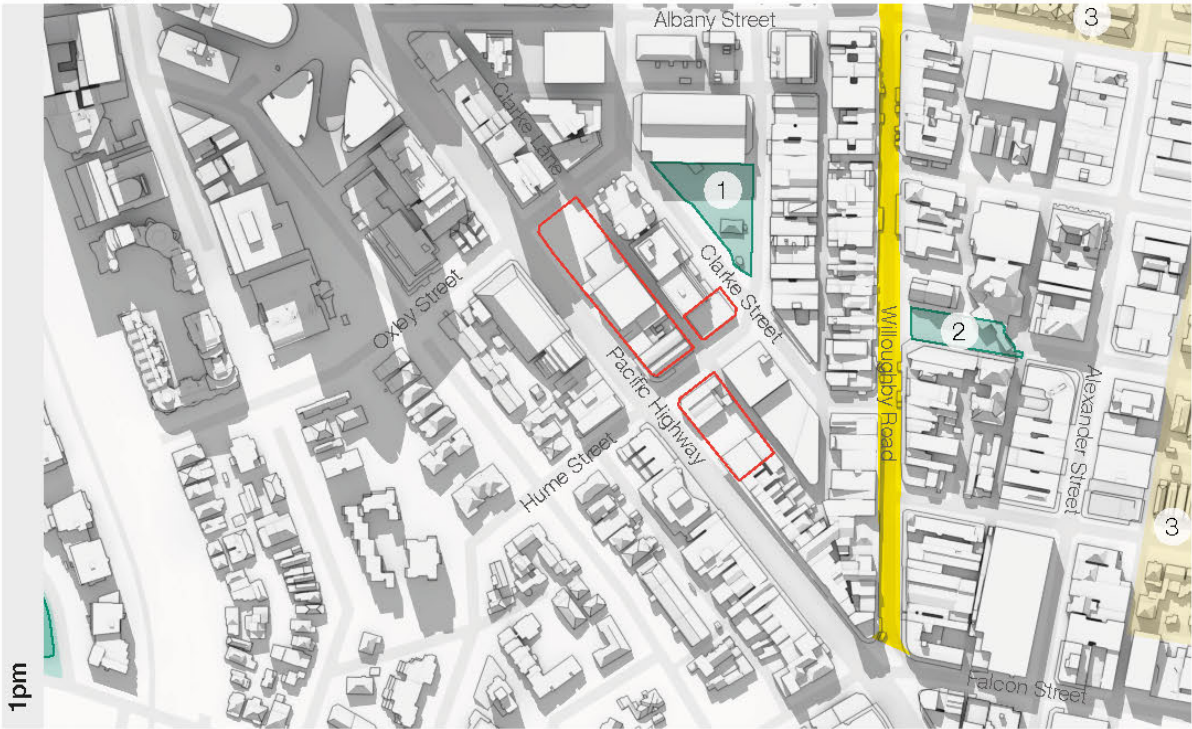 Albany Street
3
Clarke Lane
1
Clarke Street
Oxley Street
2
Willoughby Road
Pacific Highway
Alexander Street
Hume Street
3
Falcon Street
1pm